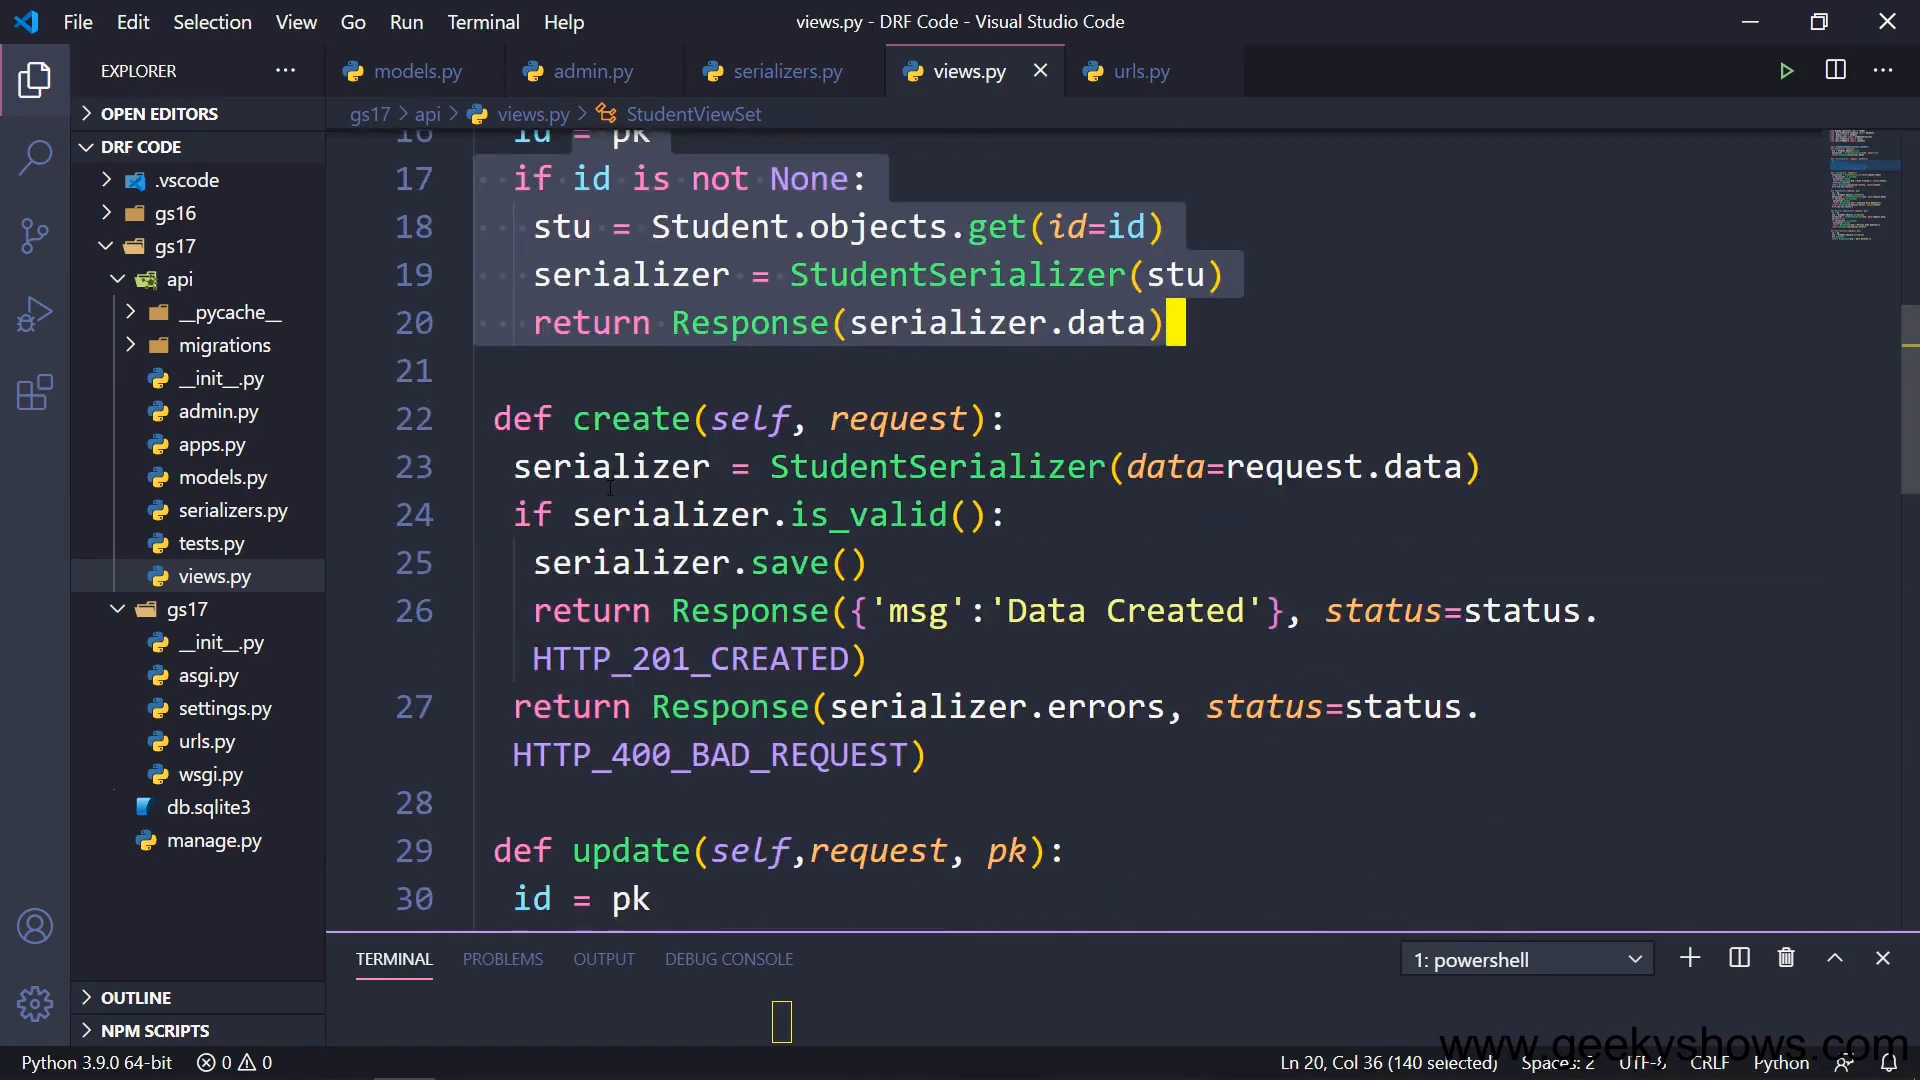 File Edit Selection View Go Run Terminal Help views.py - DRF Code - Visual Studio Code
EXPLORER
models.py admin.py serializers.py views.py urls.py
OPEN EDITORS
gs17 > api > views.py > StudentViewSet
DRF CODE
.vscode
gs16
gs17
api
__pycache__
migrations
__init__.py
admin.py
apps.py
models.py
serializers.py
tests.py
views.py
gs17
__init__.py
asgi.py
settings.py
urls.py
wsgi.py
db.sqlite3
manage.py
OUTLINE
NPM SCRIPTS
16 id = pk
17 if id is not None:
18 stu = Student.objects.get(id=id)
19 serializer = StudentSerializer(stu)
20 return Response(serializer.data)
21
22 def create(self, request):
23 serializer = StudentSerializer(data=request.data)
24 if serializer.is_valid():
25 serializer.save()
26 return Response({'msg':'Data Created'}, status=status.
HTTP_201_CREATED)
27 return Response(serializer.errors, status=status.
HTTP_400_BAD_REQUEST)
28
29 def update(self,request, pk):
30 id = pk
TERMINAL PROBLEMS OUTPUT DEBUG CONSOLE 1: powershell
www.geekyshows.com
Python 3.9.0 64-bit 0 0 Ln 20, Col 36 (140 selected) Spaces: 2 UTF-8 CRLF Python